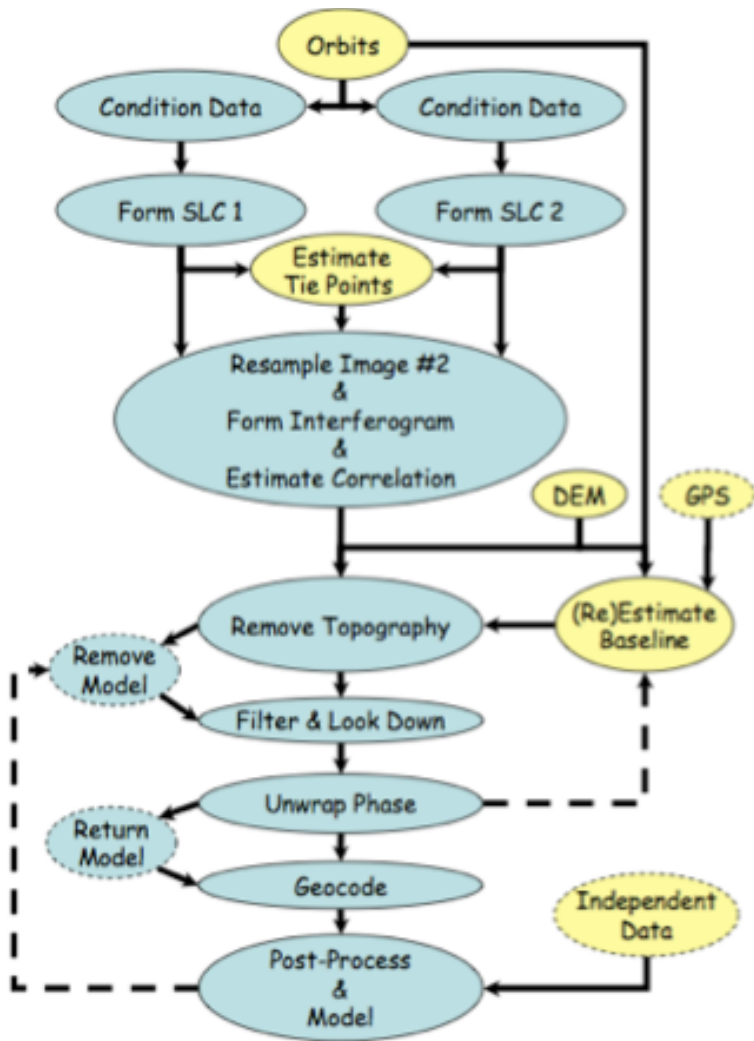 Orbits
Condition Data
Condition Data
Form SLC 1
Form SLC 2
Estimate
Tie Points
Resample Image #2
&
Form Interferogram
&
Estimate Correlation
DEM
GPS
Remove Topography
(Re)Estimate
Baseline
Remove
Model
Filter & Look Down
Unwrap Phase
Return
Model
Geocode
Independent
Data
Post-Process
&
Model